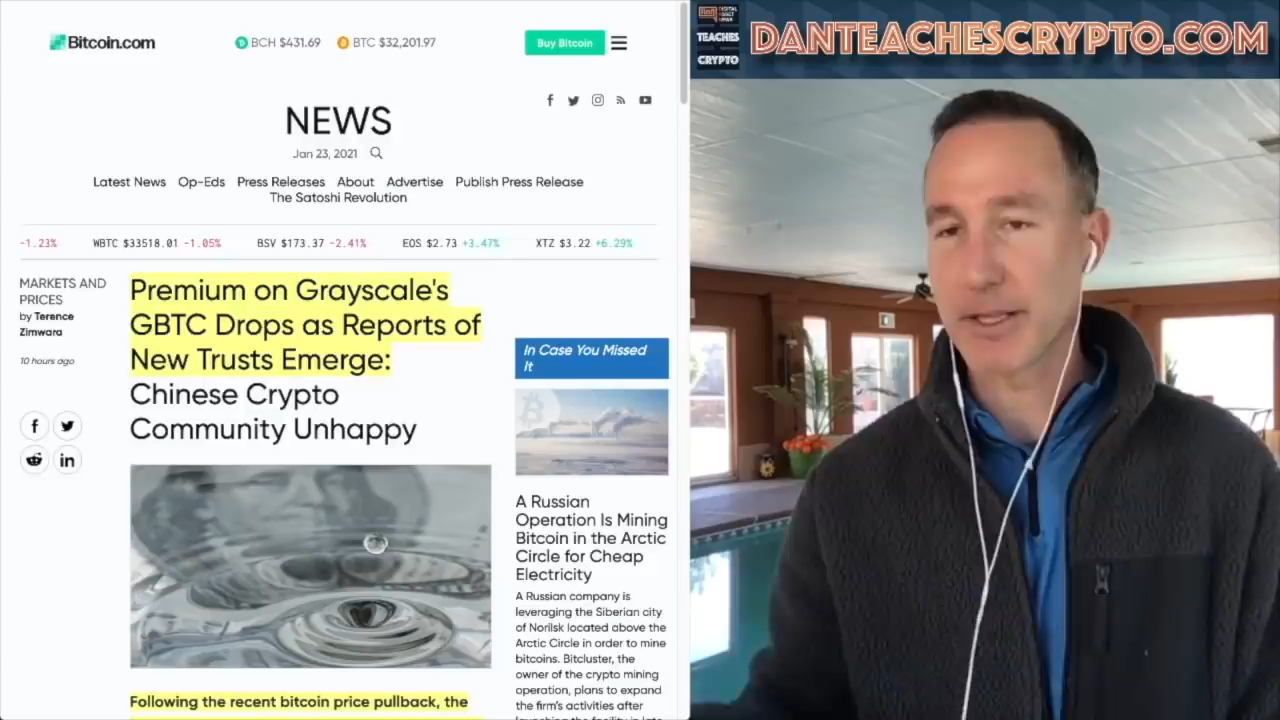 Bitcoin.com
BCH $431.69
BTC $32,201.97
Buy Bitcoin
NEWS
Jan 23, 2021
Latest News Op-Eds Press Releases About Advertise Publish Press Release
The Satoshi Revolution
-1.23% WBTC $33518.01 -1.05% BSV $173.37 -2.41% EOS $2.73 +3.47% XTZ $3.22 +6.29%
MARKETS AND
PRICES
by Terence
Zimwara
10 hours ago
Premium on Grayscale's
GBTC Drops as Reports of
New Trusts Emerge:
Chinese Crypto
Community Unhappy
Following the recent bitcoin price pullback, the
In Case You Missed
It
A Russian
Operation Is Mining
Bitcoin in the Arctic
Circle for Cheap
Electricity
A Russian company is
leveraging the Siberian city
of Norilsk located above the
Arctic Circle in order to mine
bitcoins. Bitcluster, the
owner of the crypto mining
operation, plans to expand
the firm's activities after
launching the facility in late
DIGITAL
ASSET
TEACHES
CRYPTO
DANTEACHESCRYPTO.COM